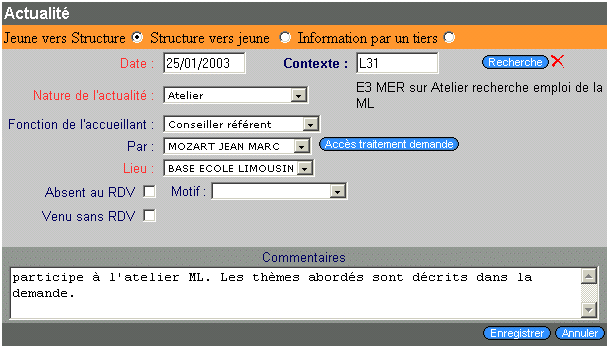 Actualité
Jeune vers Structure Structure vers jeune Information par un tiers
Date : 25/01/2003 Contexte : L31 Recherche
Nature de l'actualité : Atelier E3 MER sur Atelier recherche emploi de la
ML
Fonction de l'accueillant : Conseiller référent
Par : MOZART JEAN MARC Accès traitement demande
Lieu : BASE ECOLE LIMOUSIN
Absent au RDV Motif :
Venu sans RDV
Commentaires
participe à l'atelier ML. Les thèmes abordés sont décrits dans la
demande.
Enregistrer Annuler